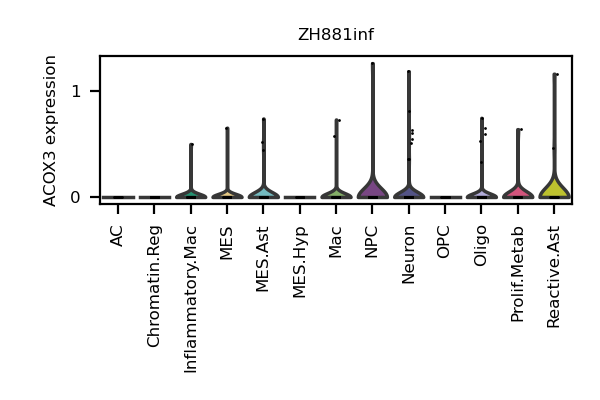 ZH881inf
ACOX3 expression
1
0
AC
Chromatin.Reg
Inflammatory.Mac
MES
MES.Ast
MES.Hyp
Mac
NPC
Neuron
OPC
Oligo
Prolif.Metab
Reactive.Ast